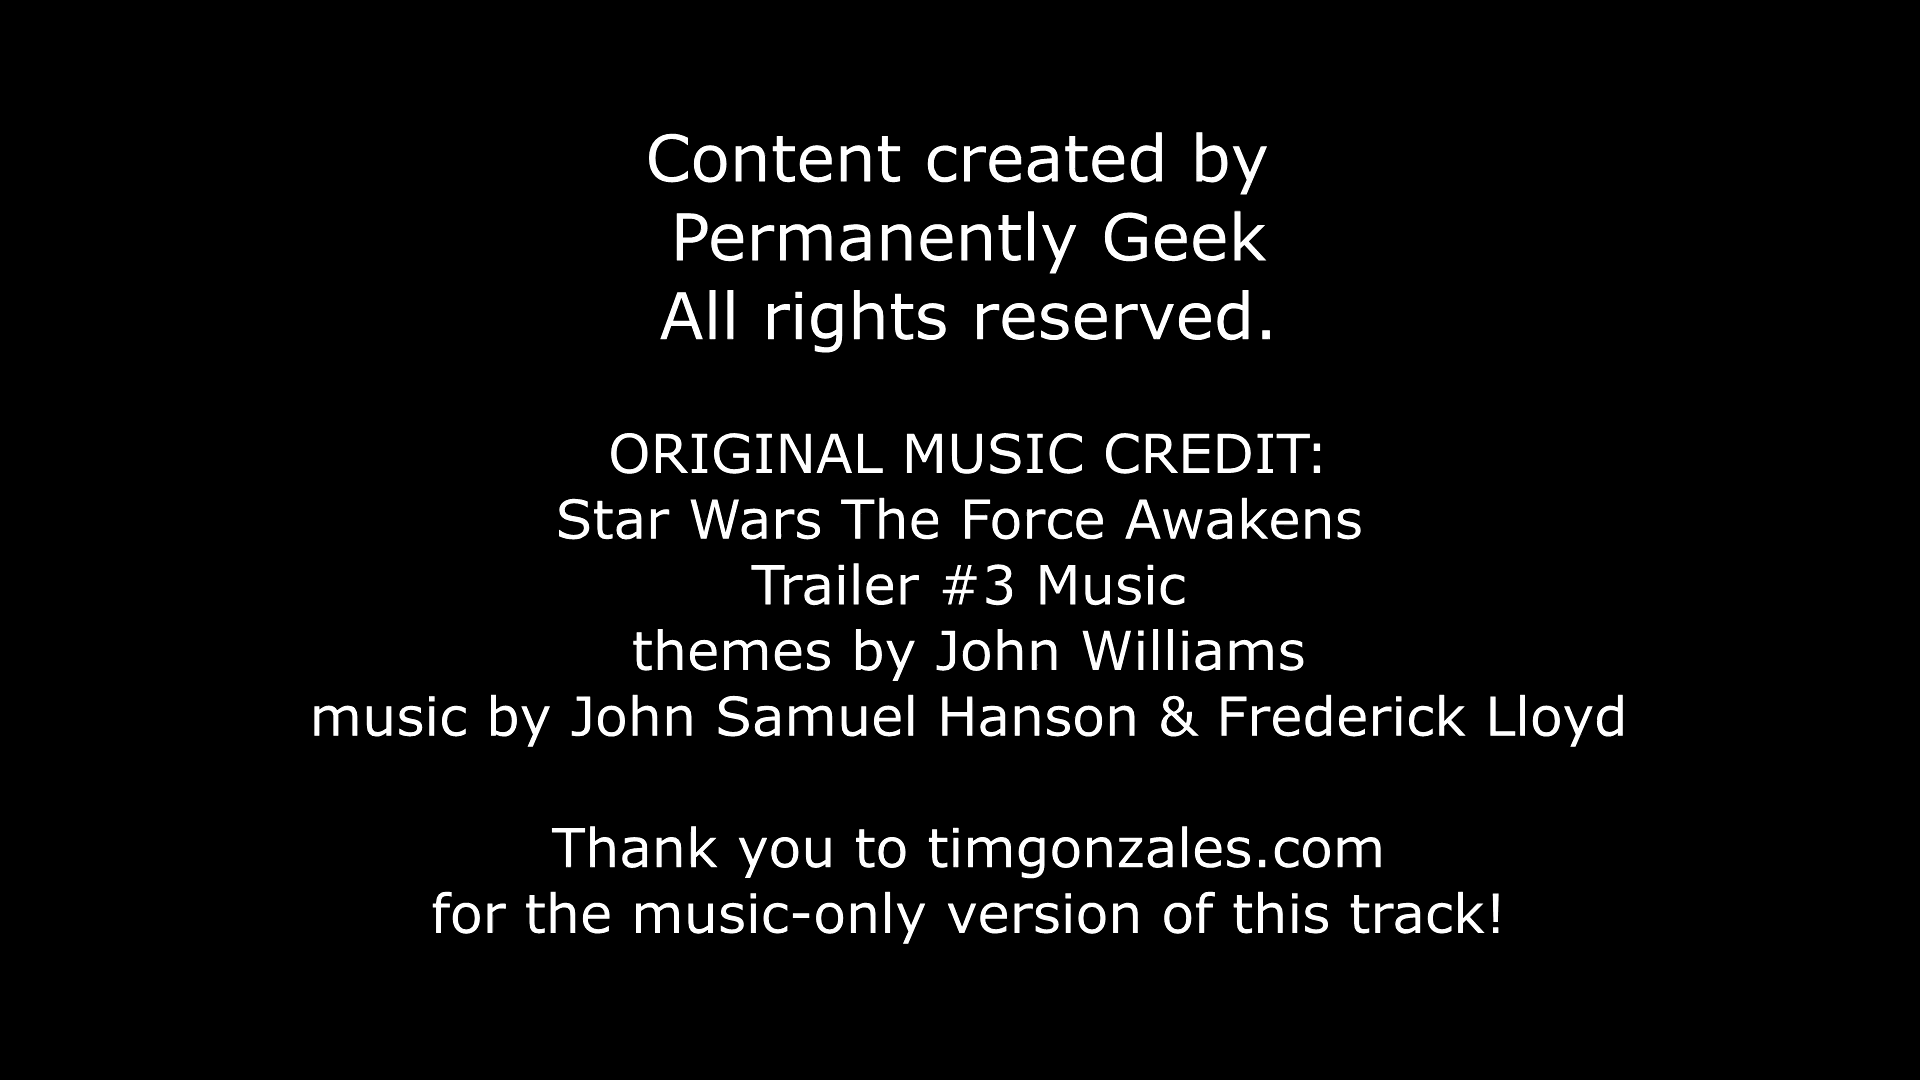 Content created by
Permanently Geek
All rights reserved.
ORIGINAL MUSIC CREDIT:
Star Wars The Force Awakens
Trailer #3 Music
themes by John Williams
music by John Samuel Hanson & Frederick Lloyd
Thank you to timgonzales.com
for the music-only version of this track!